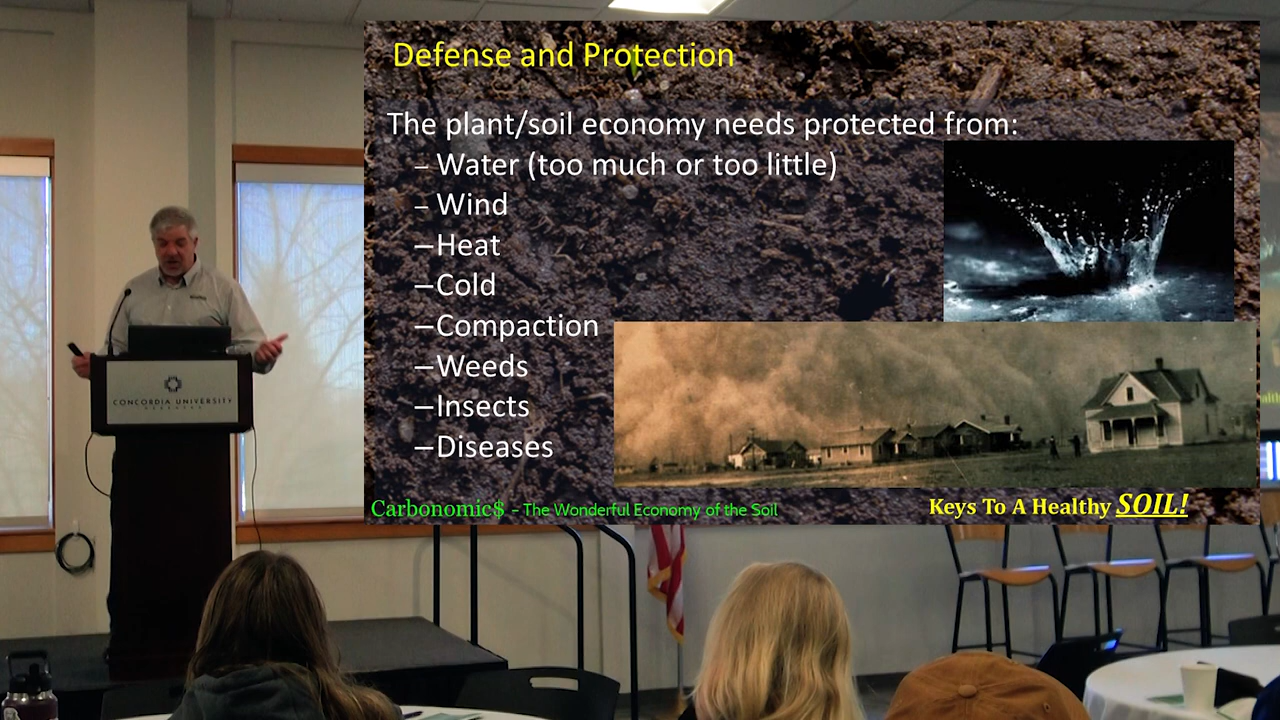 Defense and Protection
The plant/soil economy needs protected from:
– Water (too much or too little)
– Wind
– Heat
– Cold
– Compaction
– Weeds
– Insects
– Diseases
Carbonomic$ - The Wonderful Economy of the Soil
Keys To A Healthy SOIL!
CONCORDIA UNIVERSITY
NEBRASKA